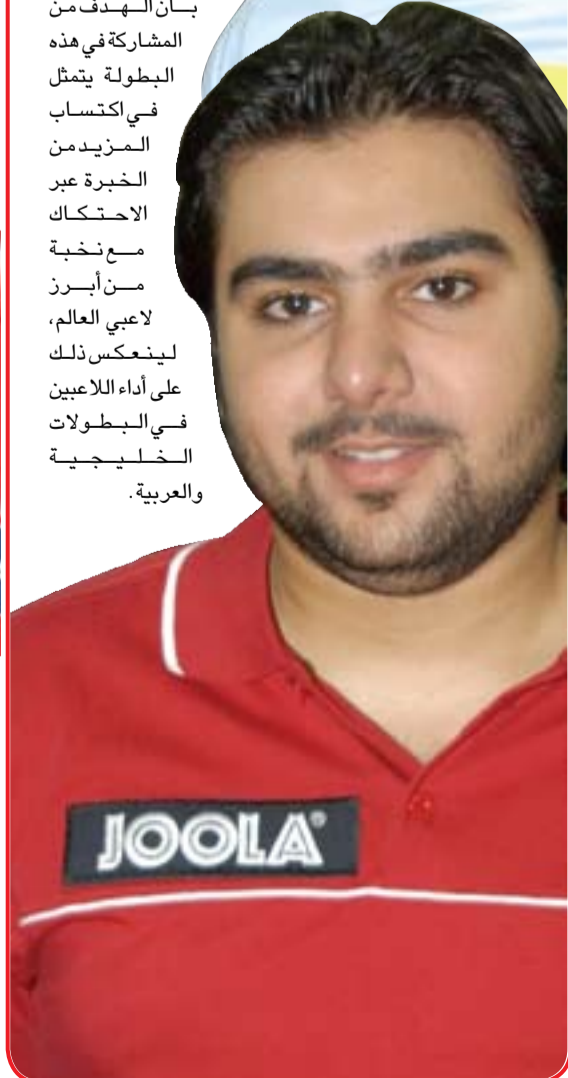 بأن الهدف من
المشاركة في هذه
البطولة يتمثل
في اكتساب
المزيد من
الخبرة عبر
الاحتكاك
مع نخبة
من أبرز
لاعبي العالم،
لينعكس ذلك
على أداء اللاعبين
في البطولات
الخليجية
والعربية.
JOOLA®